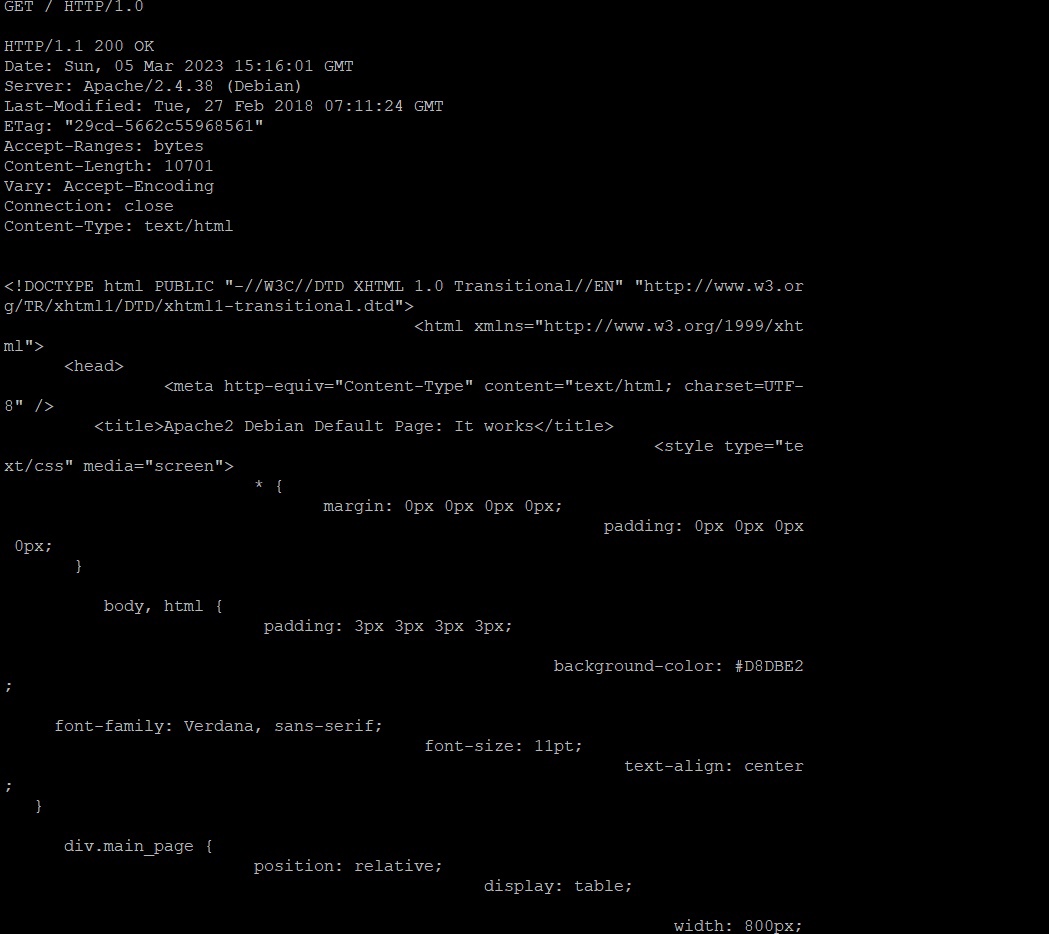 GET / HTTP/1.0
HTTP/1.1 200 OK
Date: Sun, 05 Mar 2023 15:16:01 GMT
Server: Apache/2.4.38 (Debian)
Last-Modified: Tue, 27 Feb 2018 07:11:24 GMT
ETag: "29cd-5662c55968561"
Accept-Ranges: bytes
Content-Length: 10701
Vary: Accept-Encoding
Connection: close
Content-Type: text/html
<!DOCTYPE html PUBLIC "-//W3C//DTD XHTML 1.0 Transitional//EN" "http://www.w3.or
g/TR/xhtml1/DTD/xhtml1-transitional.dtd">
<html xmlns="http://www.w3.org/1999/xht
ml">
<head>
<meta http-equiv="Content-Type" content="text/html; charset=UTF-
8" />
<title>Apache2 Debian Default Page: It works</title>
<style type="te
xt/css" media="screen">
* {
margin: 0px 0px 0px 0px;
padding: 0px 0px 0px
0px;
}
body, html {
padding: 3px 3px 3px 3px;
background-color: #D8DBE2
;
font-family: Verdana, sans-serif;
font-size: 11pt;
text-align: center
;
}
div.main_page {
position: relative;
display: table;
width: 800px;